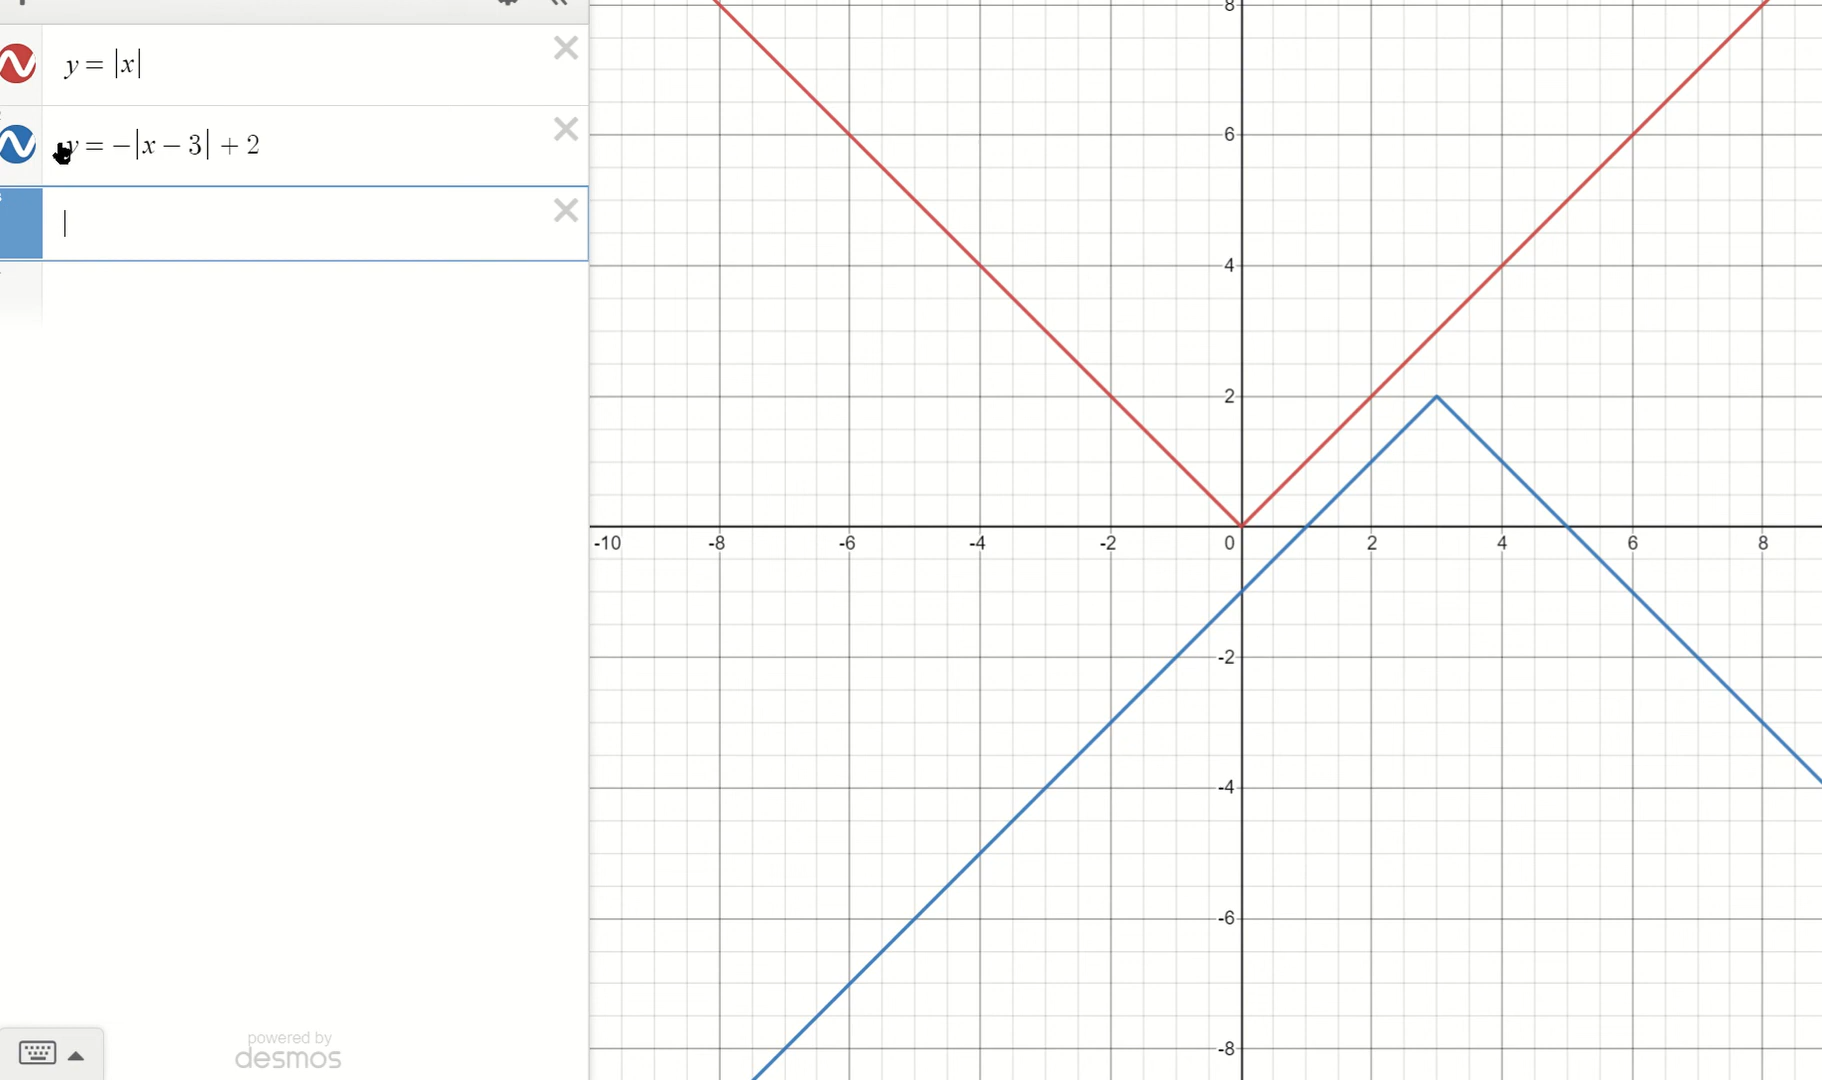 y = |x|
y = −|x − 3| + 2
8
6
4
2
-10 -8 -6 -4 -2 0 2 4 6 8
-2
-4
-6
-8
powered by
desmos